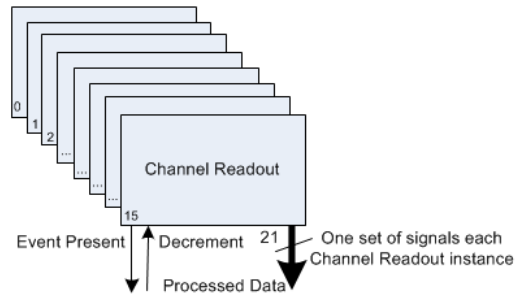 0
1
2
...
...
...
...
Channel Readout
15
Event Present
Decrement
21
One set of signals each
Channel Readout instance
Processed Data